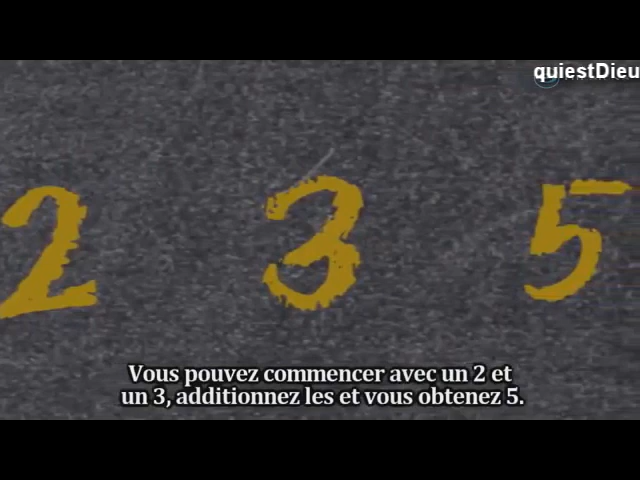 quiestDieu
2 3 5
Vous pouvez commencer avec un 2 et
un 3, additionnez les et vous obtenez 5.